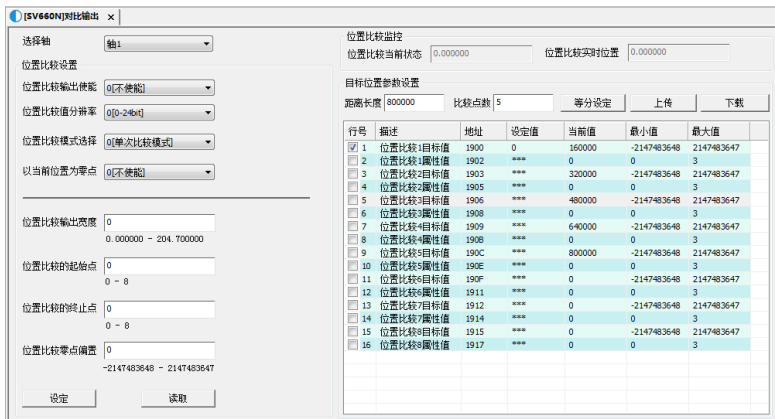 [SV660N]对比输出 ×
选择轴 轴1
位置比较设置
位置比较输出使能 0[不使能]
位置比较值分辨率 0[0-24bit]
位置比较模式选择 0[单次比较模式]
以当前位置为零点 0[不使能]
位置比较输出宽度 0
0.000000 - 204.700000
位置比较的起始点 0
0 - 8
位置比较的终止点 0
0 - 8
位置比较零点偏置 0
-2147483648 - 2147483647
设定 读取
位置比较监控
位置比较当前状态 0.000000 位置比较实时位置 0.000000
目标位置参数设置
距离长度 800000 比较点数 5 等分设定 上传 下载
行号 描述 地址 设定值 当前值 最小值 最大值
1 位置比较1目标值 1900 0 160000 -2147483648 2147483647
2 位置比较1属性值 1902 *** 0 0 3
3 位置比较2目标值 1903 *** 320000 -2147483648 2147483647
4 位置比较2属性值 1905 *** 0 0 3
5 位置比较3目标值 1906 *** 480000 -2147483648 2147483647
6 位置比较3属性值 1908 *** 0 0 3
7 位置比较4目标值 1909 *** 640000 -2147483648 2147483647
8 位置比较4属性值 190B *** 0 0 3
9 位置比较5目标值 190C *** 800000 -2147483648 2147483647
10 位置比较5属性值 190E *** 0 0 3
11 位置比较6目标值 190F *** 0 -2147483648 2147483647
12 位置比较6属性值 1911 *** 0 0 3
13 位置比较7目标值 1912 *** 0 -2147483648 2147483647
14 位置比较7属性值 1914 *** 0 0 3
15 位置比较8目标值 1915 *** 0 -2147483648 2147483647
16 位置比较8属性值 1917 *** 0 0 3